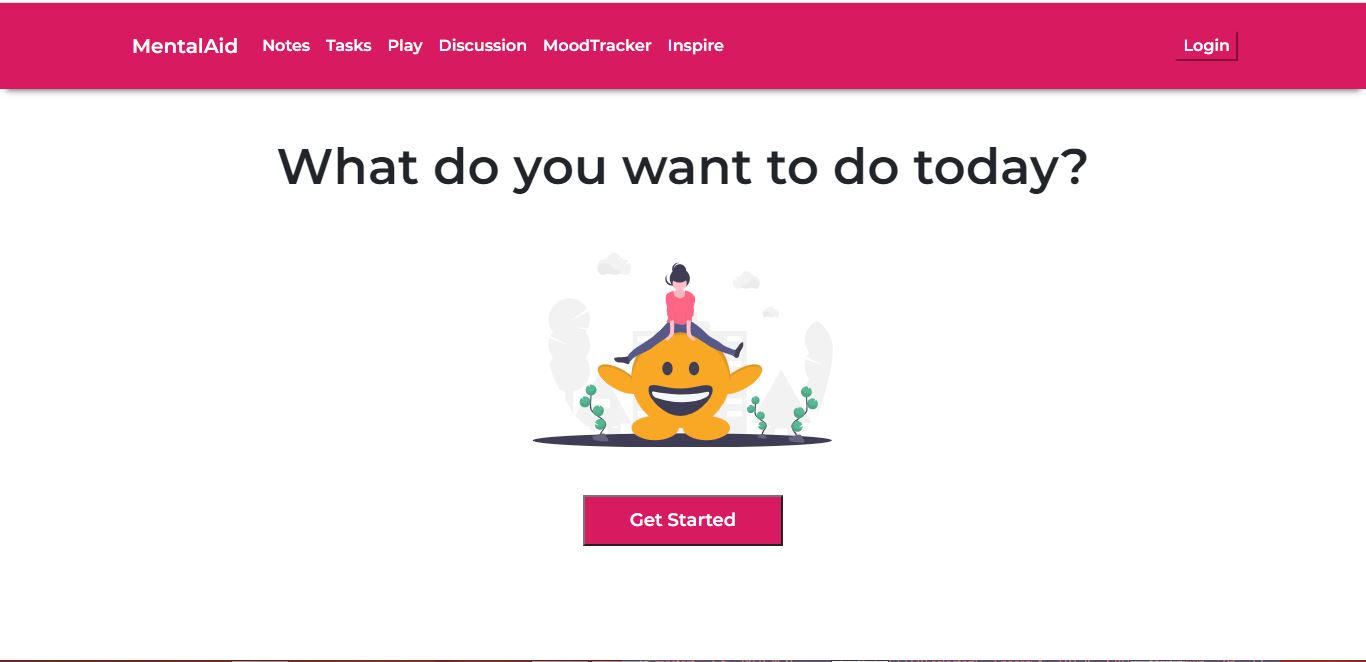 MentalAid Notes Tasks Play Discussion MoodTracker Inspire Login
What do you want to do today?
Get Started